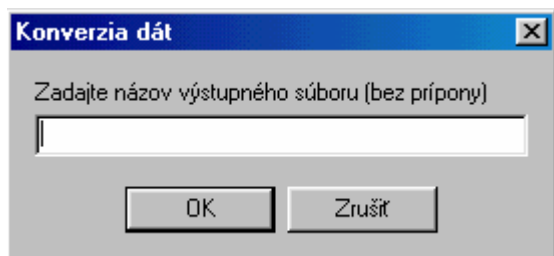 Konverzia dát
Zadajte názov výstupného súboru (bez prípony)
OK
Zrušiť